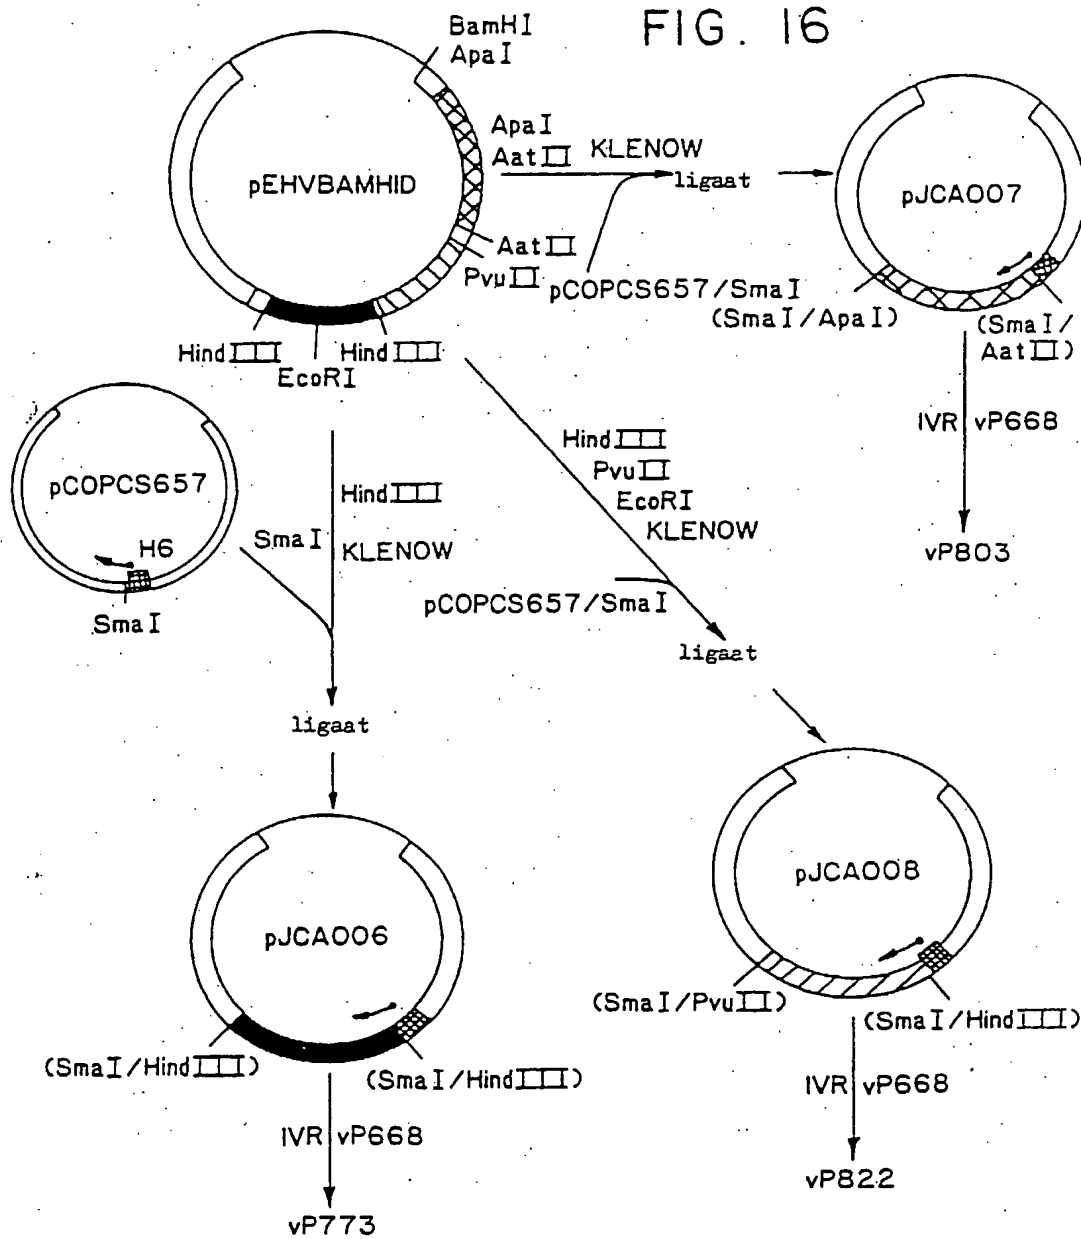 FIG. 16
BamHI
ApaI
pEHVBAMHID
ApaI
AatII
KLENOW
ligaat
pJCA007
AatII
PvuII
pCOPCS657/SmaI
(SmaI/ApaI)
(SmaI/
AatII)
HindIII
HindIII
EcoRI
IVR
vP668
vP803
pCOPCS657
H6
SmaI
SmaI
HindIII
KLENOW
HindIII
PvuII
EcoRI
KLENOW
pCOPCS657/SmaI
ligaat
ligaat
pJCA006
(SmaI/HindIII)
(SmaI/HindIII)
IVR
vP668
vP773
pJCA008
(SmaI/PvuII)
(SmaI/HindIII)
IVR
vP668
vP822